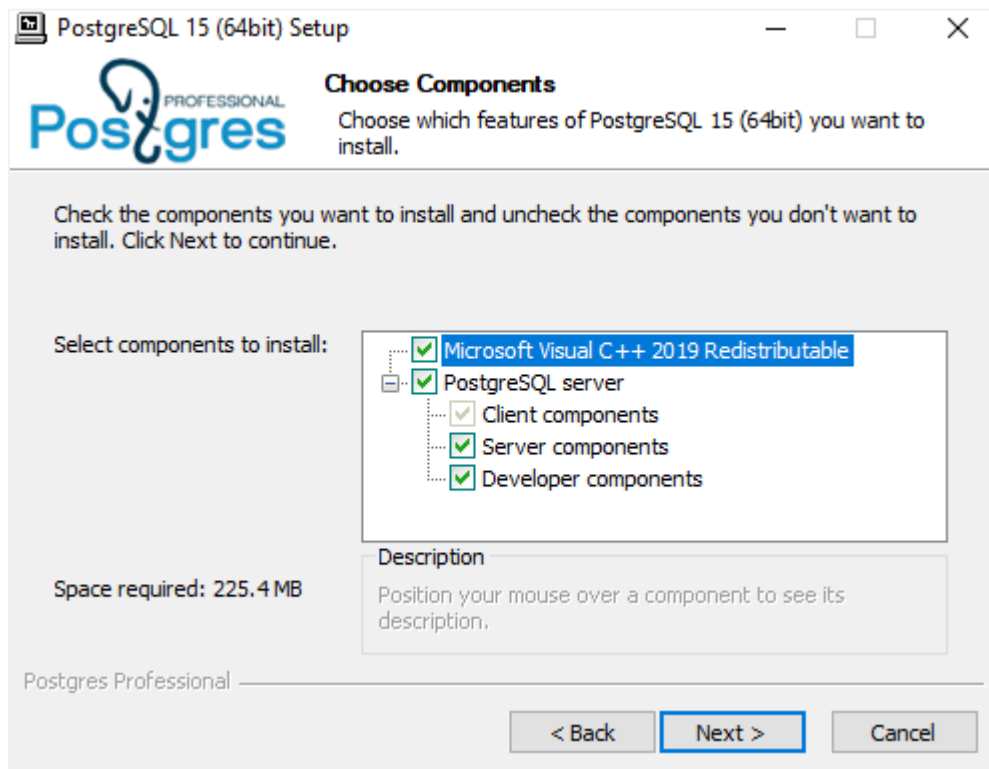 PostgreSQL 15 (64bit) Setup
PROFESSIONAL
Postgres
Choose Components
Choose which features of PostgreSQL 15 (64bit) you want to
install.
Check the components you want to install and uncheck the components you don't want to
install. Click Next to continue.
Select components to install:
Microsoft Visual C++ 2019 Redistributable
PostgreSQL server
Client components
Server components
Developer components
Space required: 225.4 MB
Description
Position your mouse over a component to see its
description.
Postgres Professional
< Back
Next >
Cancel